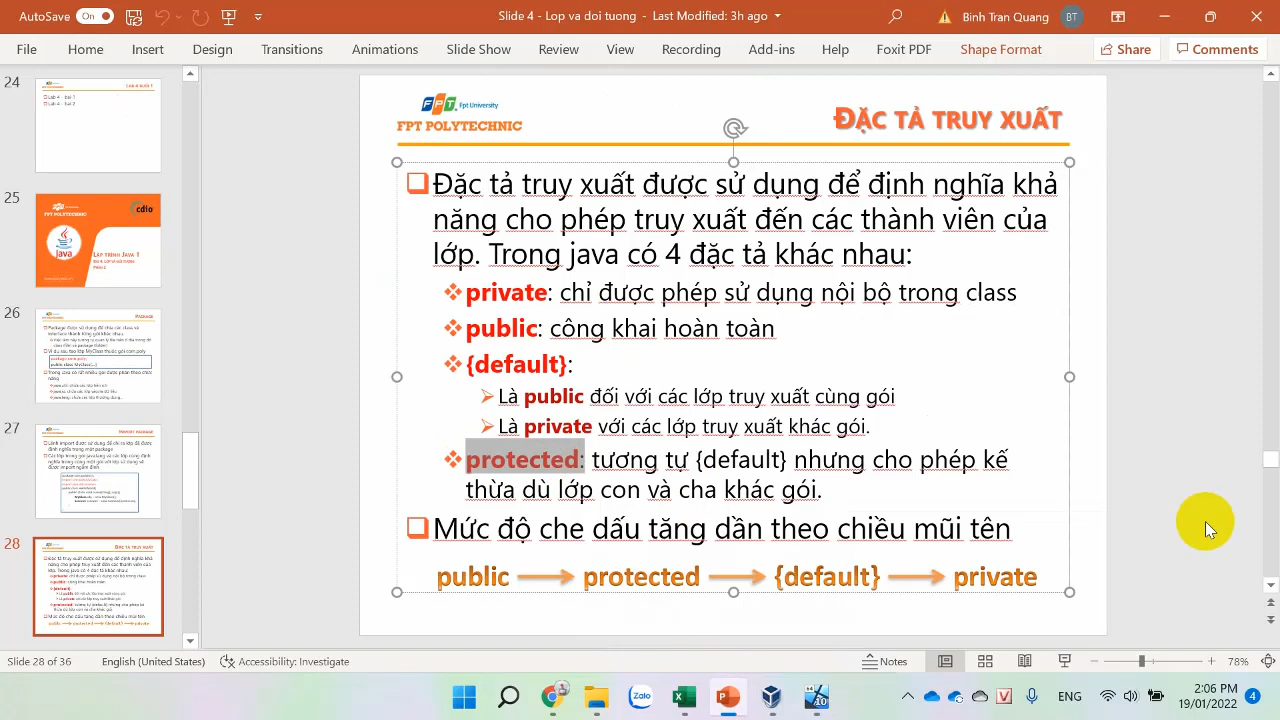 AutoSave On
Slide 4 - Lop va doi tuong - Last Modified: 3h ago
Binh Tran Quang BT
File Home Insert Design Transitions Animations Slide Show Review View Recording Add-ins Help Foxit PDF Shape Format Share Comments
24
25
26
27
28
FPT Fpt University
FPT POLYTECHNIC
ĐẶC TẢ TRUY XUẤT
Đặc tả truy xuất được sử dụng để định nghĩa khả
năng cho phép truy xuất đến các thành viên của
lớp. Trong java có 4 đặc tả khác nhau:
private: chỉ được phép sử dụng nội bộ trong class
public: công khai hoàn toàn
{default}:
Là public đối với các lớp truy xuất cùng gói
Là private với các lớp truy xuất khác gói.
protected: tương tự {default} nhưng cho phép kế
thừa dù lớp con và cha khác gói.
Mức độ che dấu tăng dần theo chiều mũi tên
public protected {default} private
Slide 28 of 36 English (United States) Accessibility: Investigate Notes 78%
Zalo
ENG
2:06 PM
19/01/2022
4